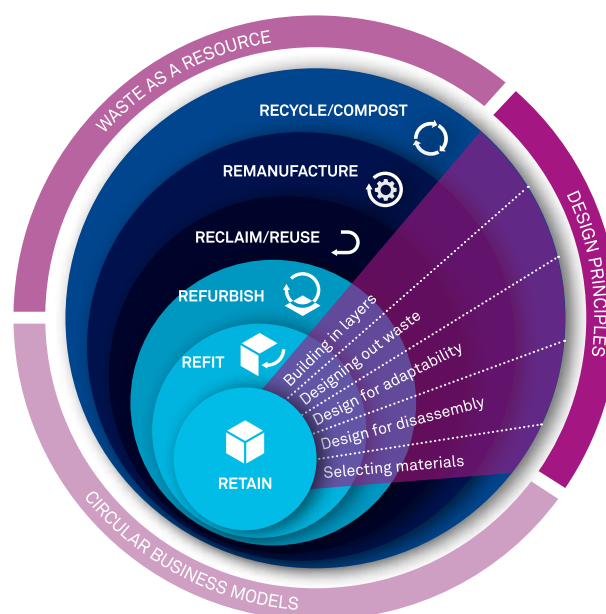 WASTE AS A RESOURCE
RECYCLE/COMPOST
REMANUFACTURE
RECLAIM/REUSE
REFURBISH
REFIT
RETAIN
Building in layers
Designing out waste
Design for adaptability
Design for disassembly
Selecting materials
DESIGN PRINCIPLES
CIRCULAR BUSINESS MODELS